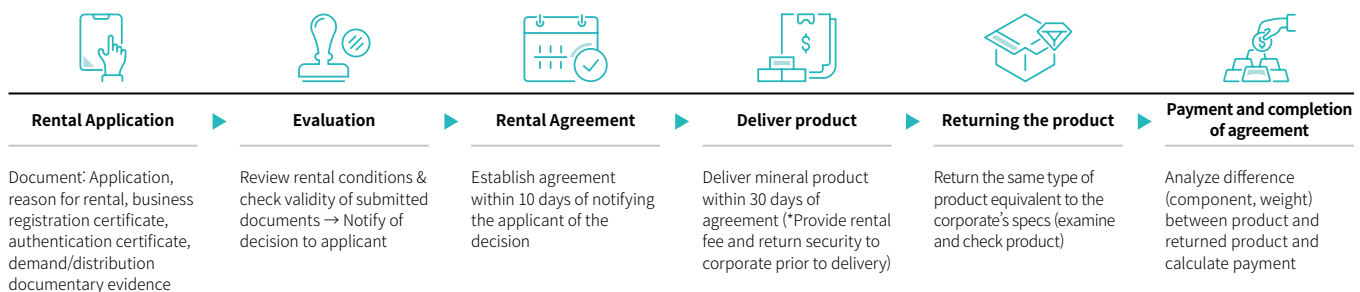 $
$
Rental Application
Evaluation
Rental Agreement
Deliver product
Returning the product
Payment and completion
of agreement
Document: Application,
reason for rental, business
registration certificate,
authentication certificate,
demand/distribution
documentary evidence
Review rental conditions &
check validity of submitted
documents → Notify of
decision to applicant
Establish agreement
within 10 days of notifying
the applicant of the
decision
Deliver mineral product
within 30 days of
agreement (*Provide rental
fee and return security to
corporate prior to delivery)
Return the same type of
product equivalent to the
corporate’s specs (examine
and check product)
Analyze difference
(component, weight)
between product and
returned product and
calculate payment